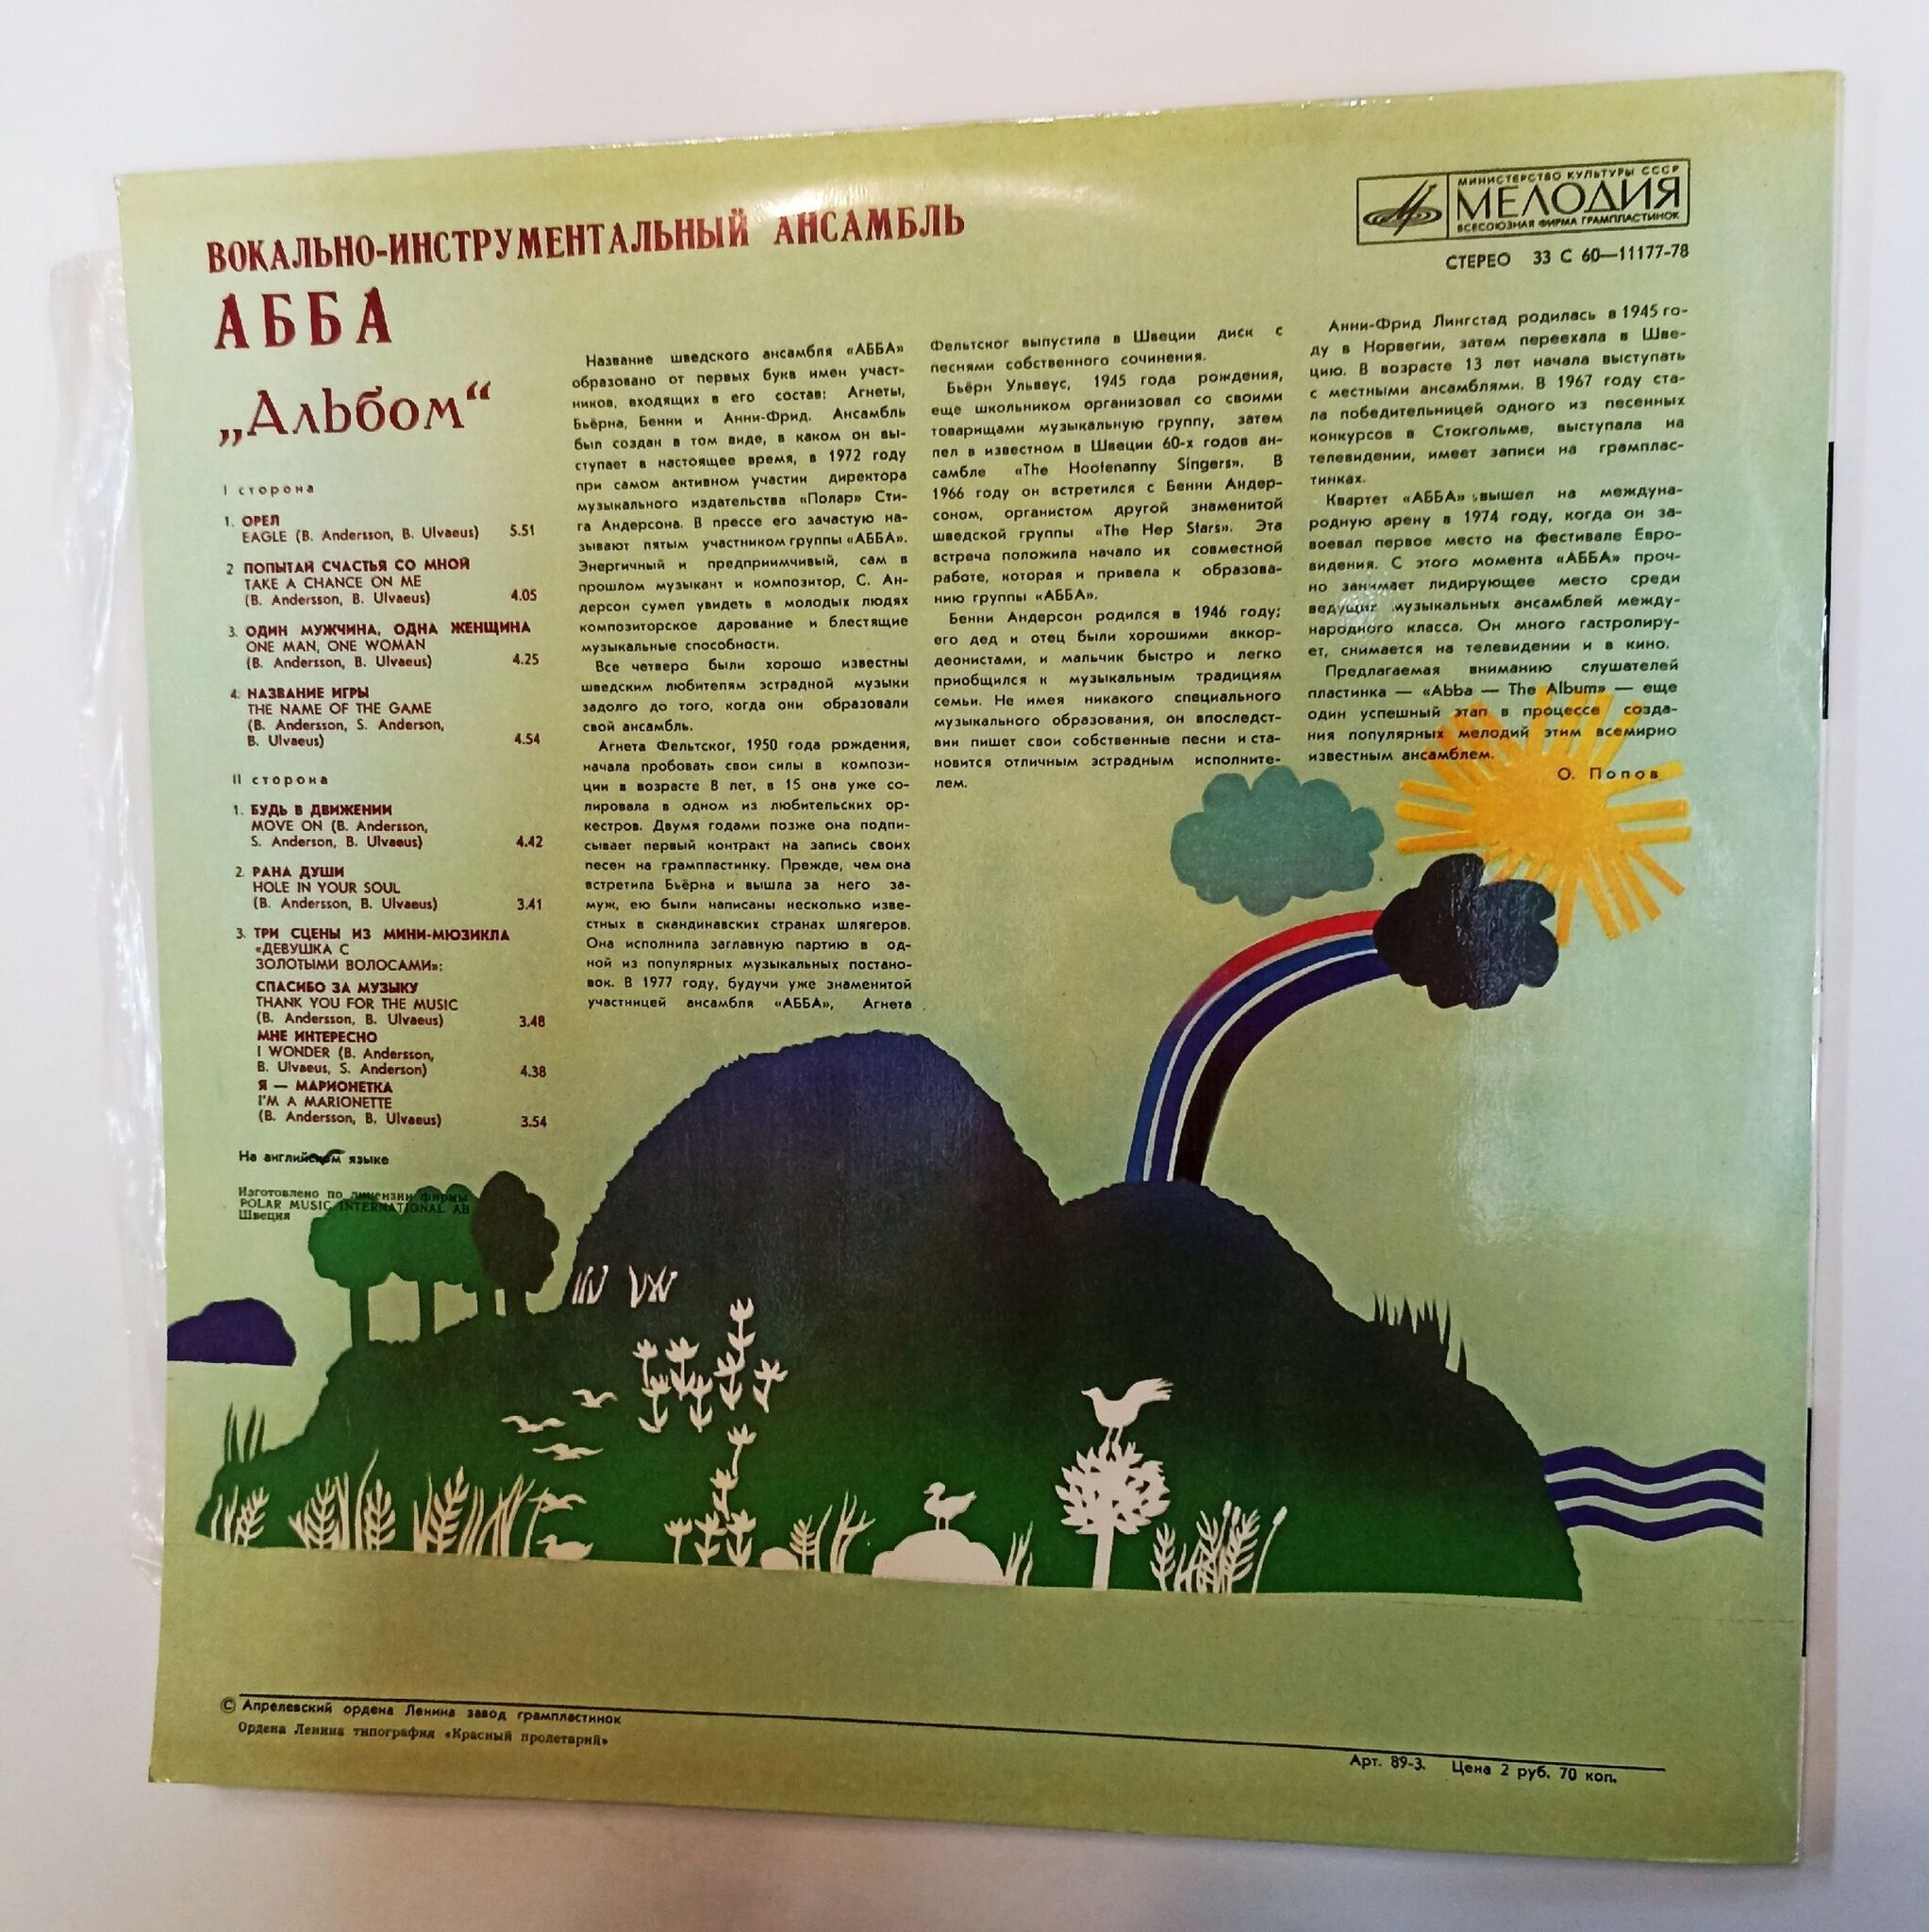 ВОКАЛЬНО-ИНСТРУМЕНТАЛЬНЫЙ АНСАМБЛЬ
АББА
„Альбом“
МИНИСТЕРСТВО КУЛЬТУРЫ СССР
МЕЛОДИЯ
ВСЕСОЮЗНАЯ ФИРМА ГРАМПЛАСТИНОК
СТЕРЕО 33 С 60—11177-78
I сторона
1. ОРЕЛ
EAGLE (B. Andersson, B. Ulvaeus) 5.51
2 ПОПЫТАЙ СЧАСТЬЯ СО МНОЙ
TAKE A CHANCE ON ME
(B. Andersson, B. Ulvaeus) 4.05
3. ОДИН МУЖЧИНА, ОДНА ЖЕНЩИНА
ONE MAN, ONE WOMAN
(B. Andersson, B. Ulvaeus) 4.25
4. НАЗВАНИЕ ИГРЫ
THE NAME OF THE GAME
(B. Andersson, S. Anderson,
B. Ulvaeus) 4.54
II сторона
1. БУДЬ В ДВИЖЕНИИ
MOVE ON (B. Andersson,
S. Anderson, B. Ulvaeus) 4.42
2. РАНА ДУШИ
HOLE IN YOUR SOUL
(B. Andersson, B. Ulvaeus) 3.41
3. ТРИ СЦЕНЫ ИЗ МИНИ-МЮЗИКЛА
«ДЕВУШКА С
ЗОЛОТЫМИ ВОЛОСАМИ»:
СПАСИБО ЗА МУЗЫКУ
THANK YOU FOR THE MUSIC
(B. Andersson, B. Ulvaeus) 3.48
МНЕ ИНТЕРЕСНО
I WONDER (B. Andersson,
B. Ulvaeus, S. Anderson) 4.38
Я — МАРИОНЕТКА
I'M A MARIONETTE
(B. Andersson, B. Ulvaeus) 3.54
На английском языке
Изготовлено по лицензии фирмы
POLAR MUSIC INTERNATIONAL AB
Швеция
Название шведского ансамбля «АББА»
образовано от первых букв имен участ-
ников, входящих в его состав: Агнеты,
Бьёрна, Бенни и Анни-Фрид. Ансамбль
был создан в том виде, в каком он вы-
ступает в настоящее время, в 1972 году
при самом активном участии директора
музыкального издательства «Полар» Сти-
га Андерсона. В прессе его зачастую на-
зывают пятым участником группы «АББА».
Энергичный и предприимчивый, сам в
прошлом музыкант и композитор, С. Ан-
дерсон сумел увидеть в молодых людях
композиторское дарование и блестящие
музыкальные способности.
Все четверо были хорошо известны
шведским любителям эстрадной музыки
задолго до того, когда они образовали
свой ансамбль.
Агнета Фельтског, 1950 года рождения,
начала пробовать свои силы в компози-
ции в возрасте 8 лет, в 15 она уже со-
лировала в одном из любительских ор-
кестров. Двумя годами позже она подпи-
сывает первый контракт на запись своих
песен на грампластинку. Прежде, чем она
встретила Бьёрна и вышла за него за-
муж, ею были написаны несколько изве-
стных в скандинавских странах шлягеров.
Она исполнила заглавную партию в од-
ной из популярных музыкальных постано-
вок. В 1977 году, будучи уже знаменитой
участницей ансамбля «АББА», Агнета
Фельтског выпустила в Швеции диск с
песнями собственного сочинения.
Бьёрн Ульвеус, 1945 года рождения,
еще школьником организовал со своими
товарищами музыкальную группу, затем
пел в известном в Швеции 60-х годов ан-
самбле «The Hootenanny Singers». В
1966 году он встретился с Бенни Андер-
соном, органистом другой знаменитой
шведской группы «The Hep Stars». Эта
встреча положила начало их совместной
работе, которая и привела к образова-
нию группы «АББА».
Бенни Андерсон родился в 1946 году;
его дед и отец были хорошими аккор-
деонистами, и мальчик быстро и легко
приобщился к музыкальным традициям
семьи. Не имея никакого специального
музыкального образования, он впоследст-
вии пишет свои собственные песни и ста-
новится отличным эстрадным исполните-
лем.
Анни-Фрид Лингстад родилась в 1945 го-
ду в Норвегии, затем переехала в Шве-
цию. В возрасте 13 лет начала выступать
с местными ансамблями. В 1967 году ста-
ла победительницей одного из песенных
конкурсов в Стокгольме, выступала на
телевидении, имеет записи на грамплас-
тинках.
Квартет «АББА» вышел на междуна-
родную арену в 1974 году, когда он за-
воевал первое место на фестивале Евро-
видения. С этого момента «АББА» проч-
но занимает лидирующее место среди
ведущих музыкальных ансамблей между-
народного класса. Он много гастролиру-
ет, снимается на телевидении и в кино.
Предлагаемая вниманию слушателей
пластинка — «Abba — The Album» — еще
один успешный этап в процессе созда-
ния популярных мелодий этим всемирно
известным ансамблем.
О. Попов
© Апрелевский ордена Ленина завод грампластинок
Ордена Ленина типография «Красный пролетарий»
Арт. 89-3. Цена 2 руб. 70 коп.